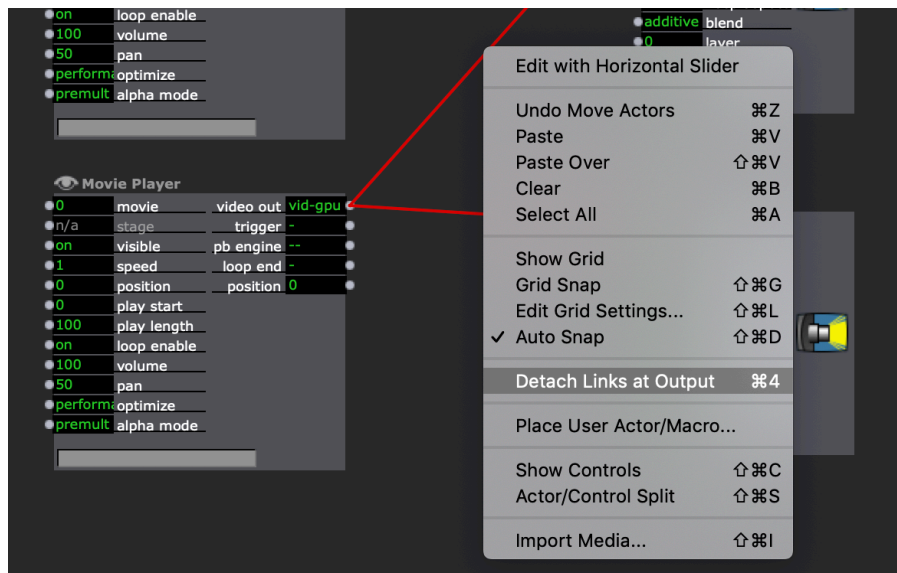 on loop enable
100 volume
50 pan
performa optimize
premult alpha mode
additive blend
0 layer
Movie Player
0 movie video out vid-gpu
n/a stage trigger -
on visible pb engine --
1 speed loop end -
0 position position 0
0 play start
100 play length
on loop enable
100 volume
50 pan
performa optimize
premult alpha mode
Edit with Horizontal Slider
Undo Move Actors ⌘Z
Paste ⌘V
Paste Over ⇧⌘V
Clear ⌘B
Select All ⌘A
Show Grid
Grid Snap ⇧⌘G
Edit Grid Settings... ⇧⌘L
✓ Auto Snap ⇧⌘D
Detach Links at Output ⌘4
Place User Actor/Macro...
Show Controls ⇧⌘C
Actor/Control Split ⇧⌘S
Import Media... ⇧⌘I